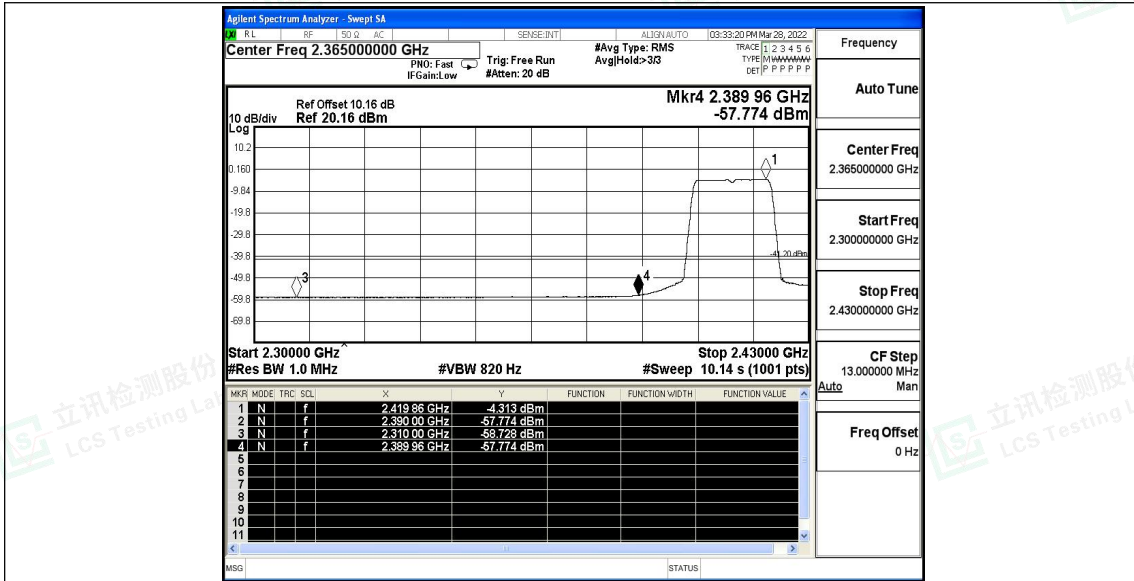 Agilent Spectrum Analyzer - Swept SA
RL RF 50 Ω AC SENSE:INT ALIGN AUTO 03:33:20 PM Mar 28, 2022
Center Freq 2.365000000 GHz
PNO: Fast
IFGain:Low
Trig: Free Run
#Atten: 20 dB
#Avg Type: RMS
Avg|Hold:>3/3
TRACE 1 2 3 4 5 6
TYPE M
DET P P P P P P
Frequency
Auto Tune
Center Freq
2.365000000 GHz
Start Freq
2.300000000 GHz
Stop Freq
2.430000000 GHz
CF Step
13.000000 MHz
Auto Man
Freq Offset
0 Hz
Mkr4 2.389 96 GHz
-57.774 dBm
Ref Offset 10.16 dB
10 dB/div Ref 20.16 dBm
Log
10.2
0.160
-9.84
-19.8
-29.8
-39.8
-49.8
-59.8
-69.8
1
-41.20 dBm
3
4
Start 2.30000 GHz Stop 2.43000 GHz
#Res BW 1.0 MHz #VBW 820 Hz #Sweep 10.14 s (1001 pts)
MKR MODE TRC SCL X Y FUNCTION FUNCTION WIDTH FUNCTION VALUE
1 N f 2.419 86 GHz -4.313 dBm
2 N f 2.390 00 GHz -57.774 dBm
3 N f 2.310 00 GHz -58.728 dBm
4 N f 2.389 96 GHz -57.774 dBm
5
6
7
8
9
10
11
MSG STATUS
立讯检测股份
LCS Testing Lab
立讯检测股份
LCS Testing L